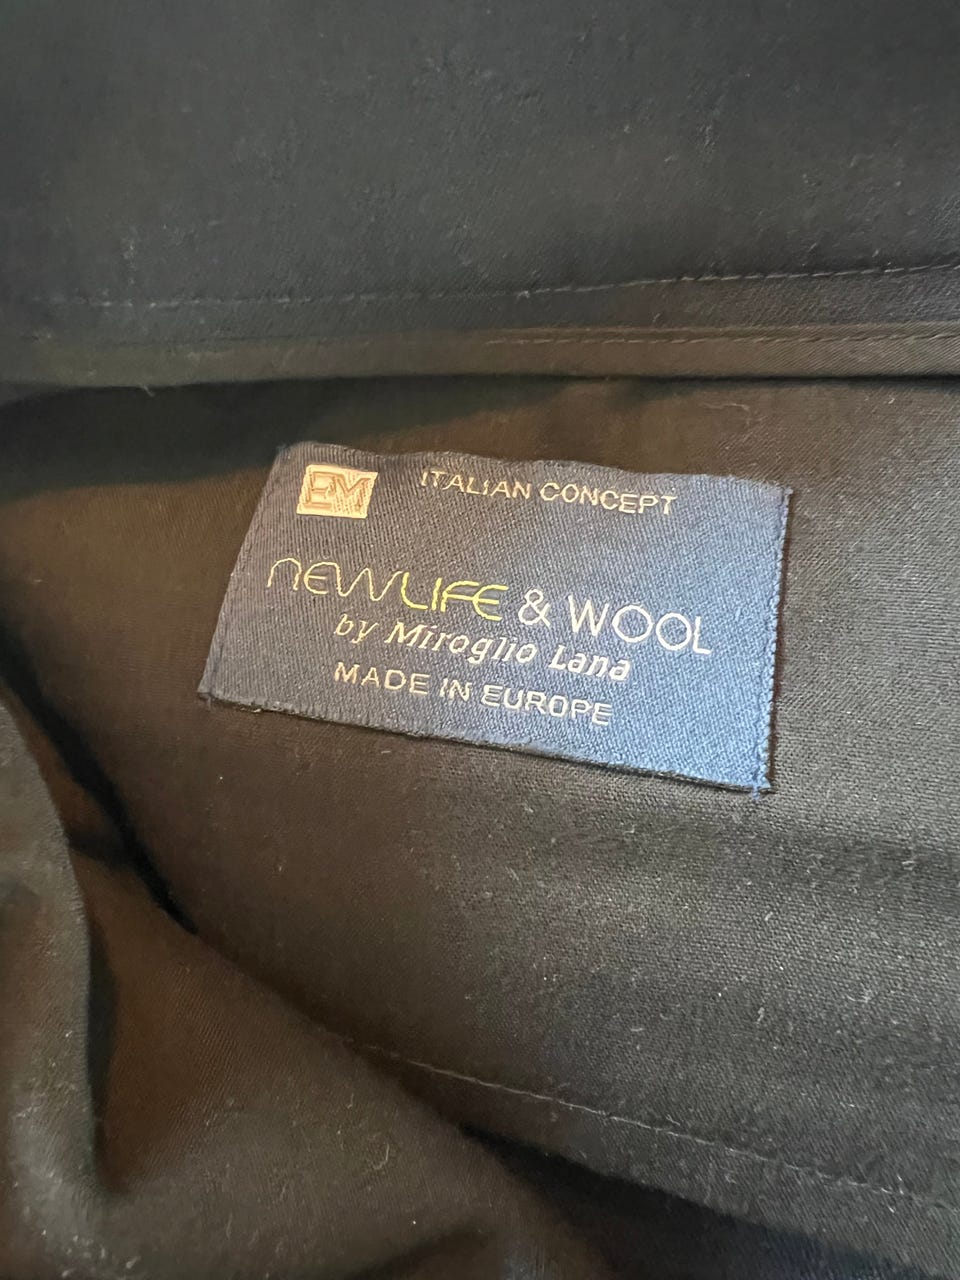 EM
ITALIAN CONCEPT
newLIFE & WOOL
by Miroglio Lana
MADE IN EUROPE